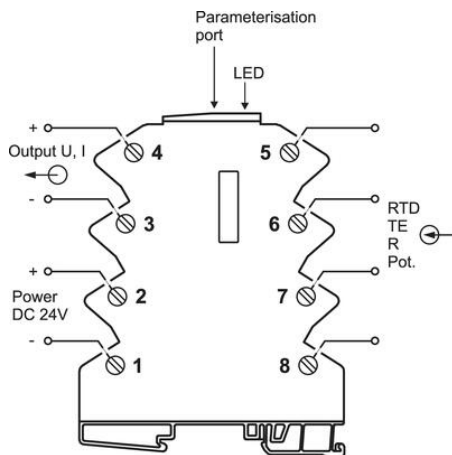 Parameterisation
port
LED
+
4
5
Output U, I
-
3
6
RTD
TE
R
Pot.
+
2
7
Power
DC 24V
-
1
8